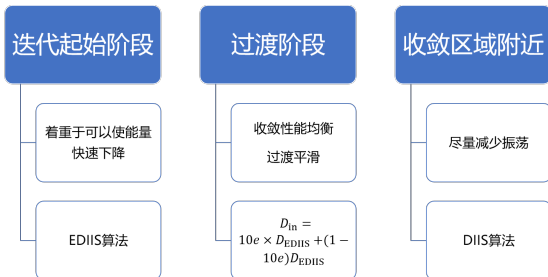 迭代起始阶段
着重于可以使能量
快速下降
EDIIS算法
过渡阶段
收敛性能均衡
过渡平滑
D_in =
10e × D_EDIIS +(1 −
10e)D_EDIIS
收敛区域附近
尽量减少振荡
DIIS算法